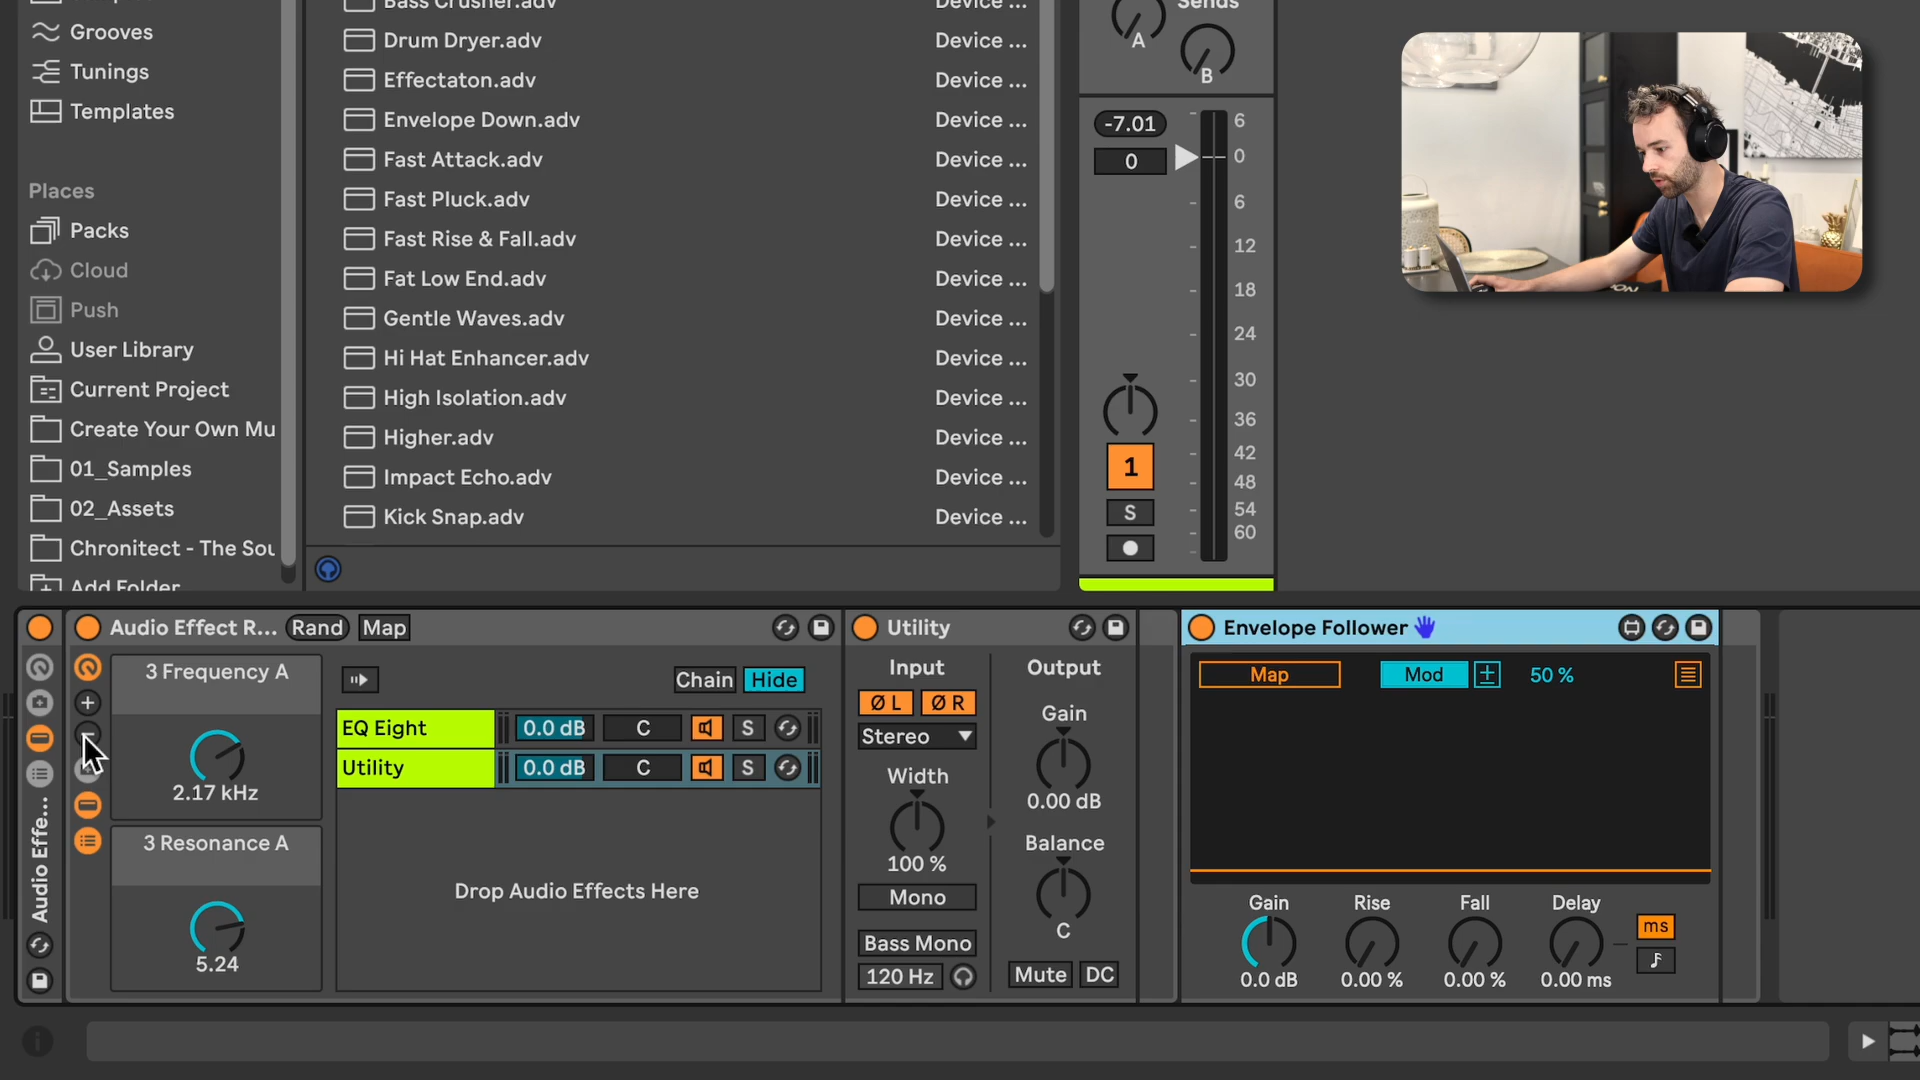 Grooves
Tunings
Templates
Places
Packs
Cloud
Push
User Library
Current Project
Create Your Own Mu
01_Samples
02_Assets
Chronitect - The Sou
Add Folder
Bass Crusher.adv Device ...
Drum Dryer.adv Device ...
Effectaton.adv Device ...
Envelope Down.adv Device ...
Fast Attack.adv Device ...
Fast Pluck.adv Device ...
Fast Rise & Fall.adv Device ...
Fat Low End.adv Device ...
Gentle Waves.adv Device ...
Hi Hat Enhancer.adv Device ...
High Isolation.adv Device ...
Higher.adv Device ...
Impact Echo.adv Device ...
Kick Snap.adv Device ...
Sends
A
B
-7.01
0
6
0
6
12
18
24
30
36
42
48
54
60
1
S
Audio Effe...
Audio Effect R... Rand Map
3 Frequency A
2.17 kHz
3 Resonance A
5.24
Chain Hide
EQ Eight 0.0 dB C S
Utility 0.0 dB C S
Drop Audio Effects Here
Utility
Input
Ø L Ø R
Stereo
Width
100 %
Mono
Bass Mono
120 Hz
Output
Gain
0.00 dB
Balance
C
Mute DC
Envelope Follower
Map Mod ± 50 %
Gain Rise Fall Delay
ms
0.0 dB 0.00 % 0.00 % 0.00 ms